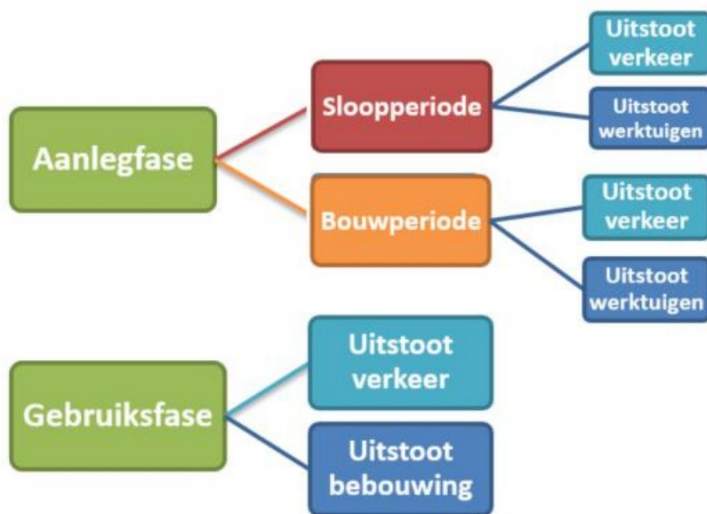 Aanlegfase
Sloopperiode
Uitstoot
verkeer
Uitstoot
werktuigen
Bouwperiode
Uitstoot
verkeer
Uitstoot
werktuigen
Gebruiksfase
Uitstoot
verkeer
Uitstoot
bebouwing